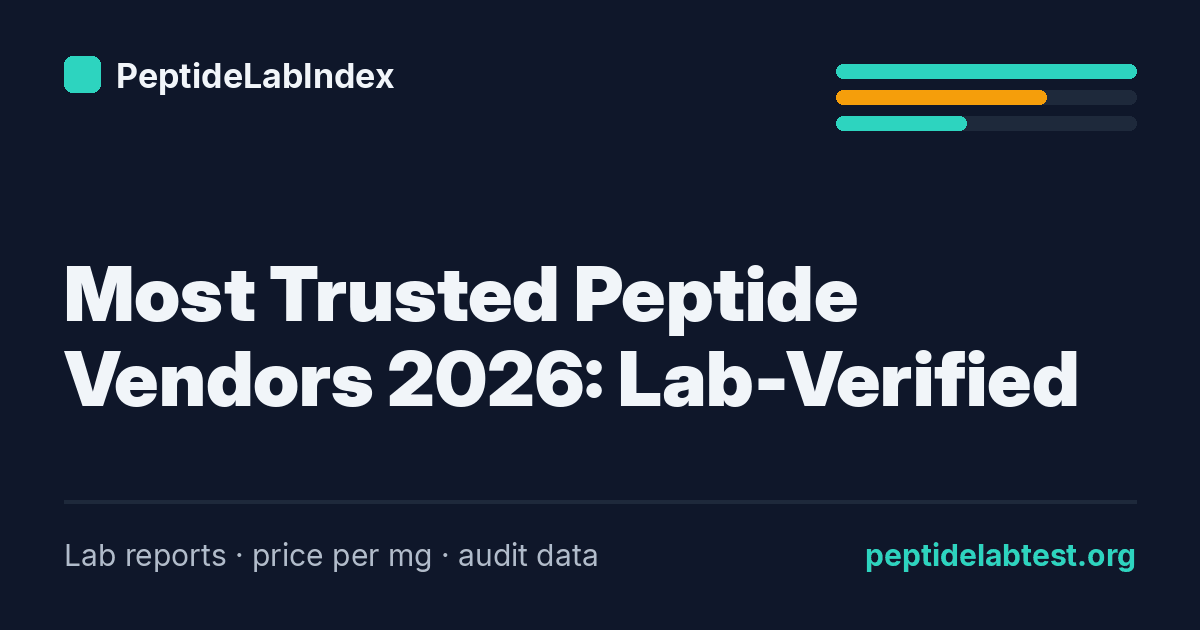 PeptideLabIndex
Most Trusted Peptide
Vendors 2026: Lab-Verified
Lab reports · price per mg · audit data
peptidelabtest.org